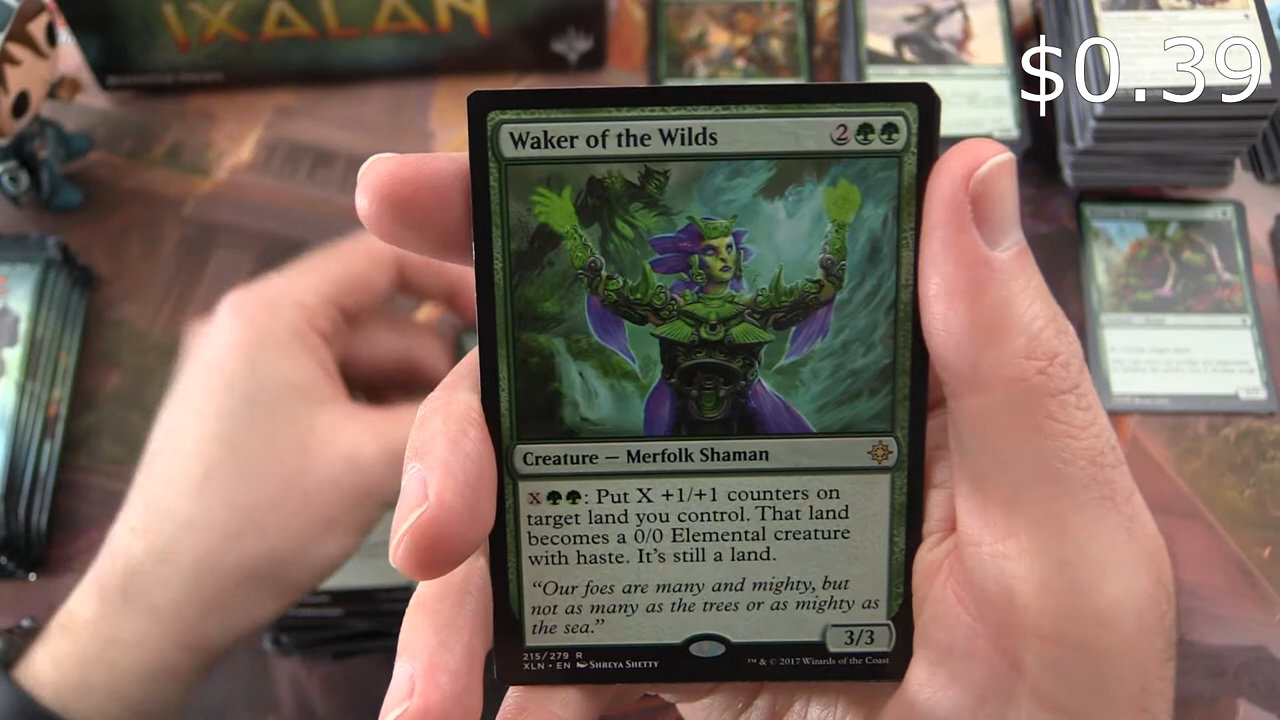 IXALAN
$0.39
Waker of the Wilds 2
Creature — Merfolk Shaman
X : Put X +1/+1 counters on
target land you control. That land
becomes a 0/0 Elemental creature
with haste. It's still a land.
"Our foes are many and mighty, but
not as many as the trees or as mighty as
the sea."
3/3
215/279 R
XLN • EN Shreya Shetty
™ & © 2017 Wizards of the Coast